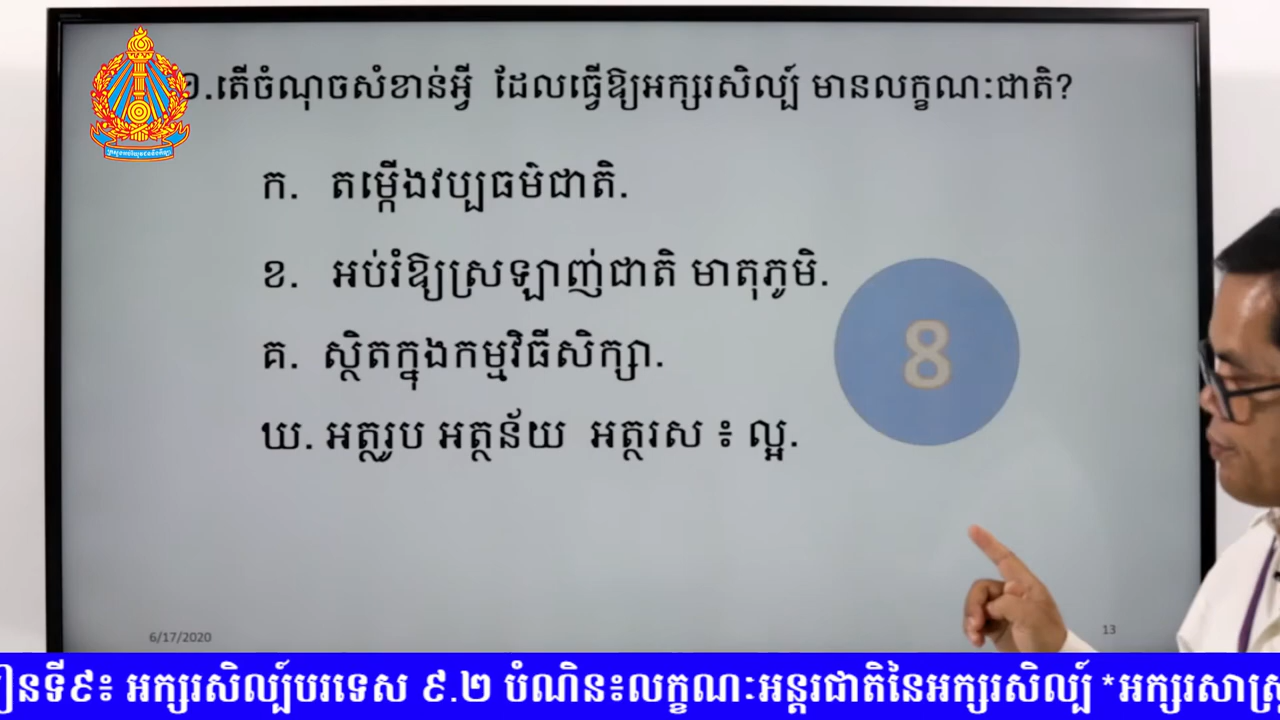 ១.តើចំណុចសំខាន់អ្វី ដែលធ្វើឱ្យអក្សរសិល្ប៍ មានលក្ខណៈជាតិ?
ក. តម្កើងវប្បធម៌ជាតិ.
ខ. អប់រំឱ្យស្រឡាញ់ជាតិ មាតុភូមិ.
គ. ស្ថិតក្នុងកម្មវិធីសិក្សា.
ឃ. អត្ថរូប អត្ថន័យ អត្ថរស ៖ ល្អ.
8
6/17/2020
13
ៀនទី៩៖ អក្សរសិល្ប៍បរទេស ៩.២ បំណិន៖លក្ខណៈអន្តរជាតិនៃអក្សរសិល្ប៍ *អក្សរសាស្ត្រ